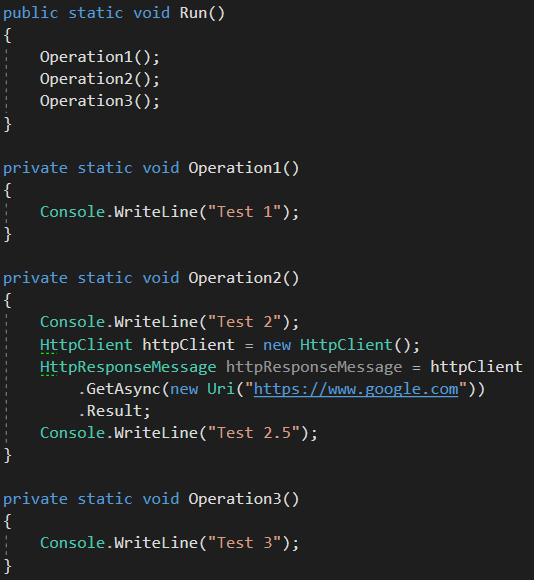 public static void Run()
{
    Operation1();
    Operation2();
    Operation3();
}

private static void Operation1()
{
    Console.WriteLine("Test 1");
}

private static void Operation2()
{
    Console.WriteLine("Test 2");
    HttpClient httpClient = new HttpClient();
    HttpResponseMessage httpResponseMessage = httpClient
        .GetAsync(new Uri("https://www.google.com"))
        .Result;
    Console.WriteLine("Test 2.5");
}

private static void Operation3()
{
    Console.WriteLine("Test 3");
}